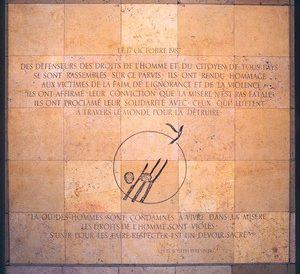 LE 17 OCTOBRE 1987
DES DÉFENSEURS DES DROITS DE L'HOMME ET DU CITOYEN DE TOUS PAYS
SE SONT RASSEMBLÉS SUR CE PARVIS. ILS ONT RENDU HOMMAGE
AUX VICTIMES DE LA FAIM, DE L'IGNORANCE ET DE LA VIOLENCE.
ILS ONT AFFIRMÉ LEUR CONVICTION QUE LA MISÈRE N'EST PAS FATALE.
ILS ONT PROCLAMÉ LEUR SOLIDARITÉ AVEC CEUX QUI LUTTENT
À TRAVERS LE MONDE POUR LA DÉTRUIRE.
"LÀ OÙ DES HOMMES SONT CONDAMNÉS À VIVRE DANS LA MISÈRE,
LES DROITS DE L'HOMME SONT VIOLÉS.
S'UNIR POUR LES FAIRE RESPECTER EST UN DEVOIR SACRÉ."